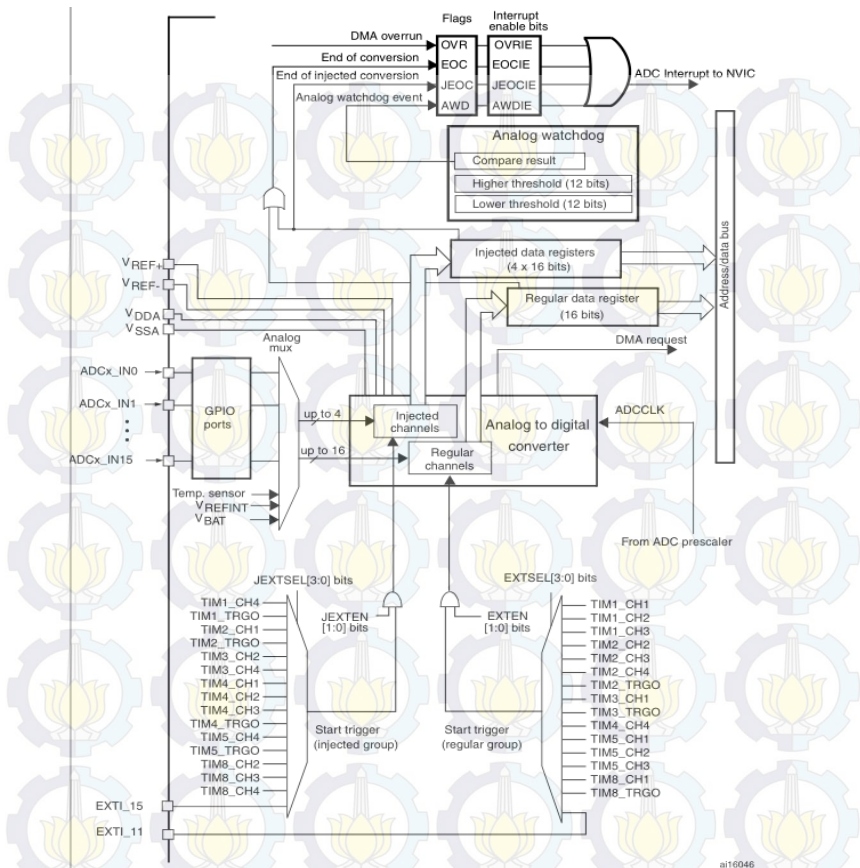 Flags
Interrupt
enable bits
DMA overrun
OVR
OVRIE
End of conversion
EOC
EOCIE
End of injected conversion
JEOC
JEOCIE
ADC Interrupt to NVIC
Analog watchdog event
AWD
AWDIE
Analog watchdog
Compare result
Higher threshold (12 bits)
Lower threshold (12 bits)
Address/data bus
Injected data registers
(4 x 16 bits)
Regular data register
(16 bits)
VREF+
VREF-
VDDA
VSSA
Analog
mux
DMA request
ADCx_IN0
ADCx_IN1
ADCx_IN15
GPIO
ports
up to 4
up to 16
Injected
channels
Regular
channels
Analog to digital
converter
ADCCLK
Temp. sensor
VREFINT
VBAT
From ADC prescaler
JEXTSEL[3:0] bits
EXTSEL[3:0] bits
TIM1_CH4
TIM1_TRGO
TIM2_CH1
TIM2_TRGO
TIM3_CH2
TIM3_CH4
TIM4_CH1
TIM4_CH2
TIM4_CH3
TIM4_TRGO
TIM5_CH4
TIM5_TRGO
TIM8_CH2
TIM8_CH3
TIM8_CH4
JEXTEN
[1:0] bits
EXTEN
[1:0] bits
Start trigger
(injected group)
Start trigger
(regular group)
TIM1_CH1
TIM1_CH2
TIM1_CH3
TIM2_CH2
TIM2_CH3
TIM2_CH4
TIM2_TRGO
TIM3_CH1
TIM3_TRGO
TIM4_CH4
TIM5_CH1
TIM5_CH2
TIM5_CH3
TIM8_CH1
TIM8_TRGO
EXTI_15
EXTI_11
ai16046